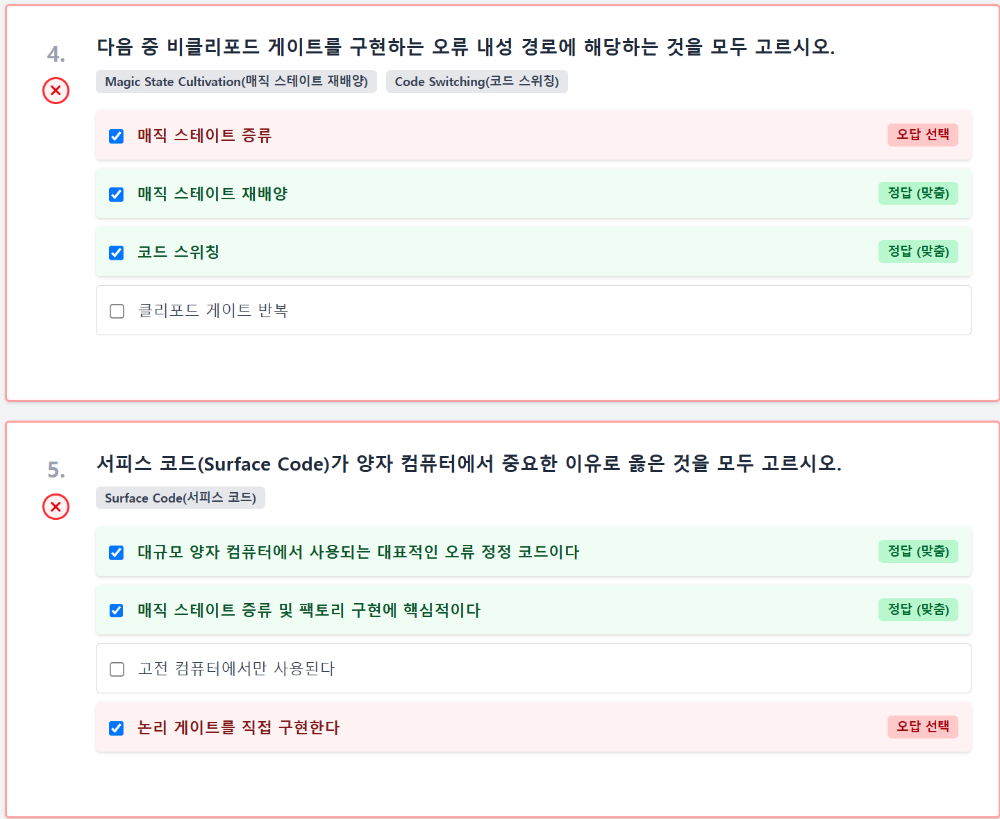 4. 다음 중 비클리포드 게이트를 구현하는 오류 내성 경로에 해당하는 것을 모두 고르시오.
Magic State Cultivation(매직 스테이트 재배양) Code Switching(코드 스위칭)
매직 스테이트 증류 오답 선택
매직 스테이트 재배양 정답 (맞춤)
코드 스위칭 정답 (맞춤)
클리포드 게이트 반복
5. 서피스 코드(Surface Code)가 양자 컴퓨터에서 중요한 이유로 옳은 것을 모두 고르시오.
Surface Code(서피스 코드)
대규모 양자 컴퓨터에서 사용되는 대표적인 오류 정정 코드이다 정답 (맞춤)
매직 스테이트 증류 및 팩토리 구현에 핵심적이다 정답 (맞춤)
고전 컴퓨터에서만 사용된다
논리 게이트를 직접 구현한다 오답 선택